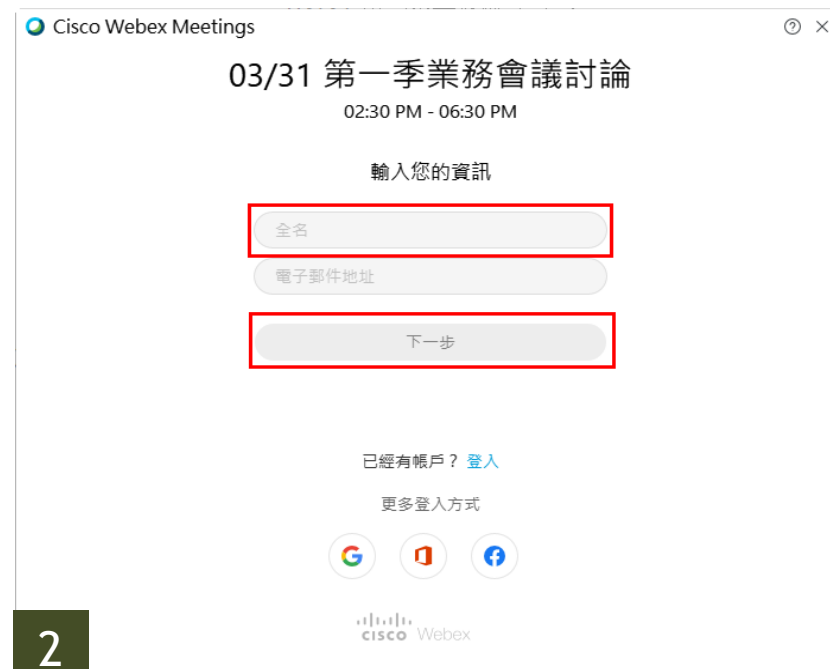 Cisco Webex Meetings
03/31 第一季業務會議討論
02:30 PM - 06:30 PM
輸入您的資訊
全名
電子郵件地址
下一步
已經有帳戶？ 登入
更多登入方式
cisco Webex
2